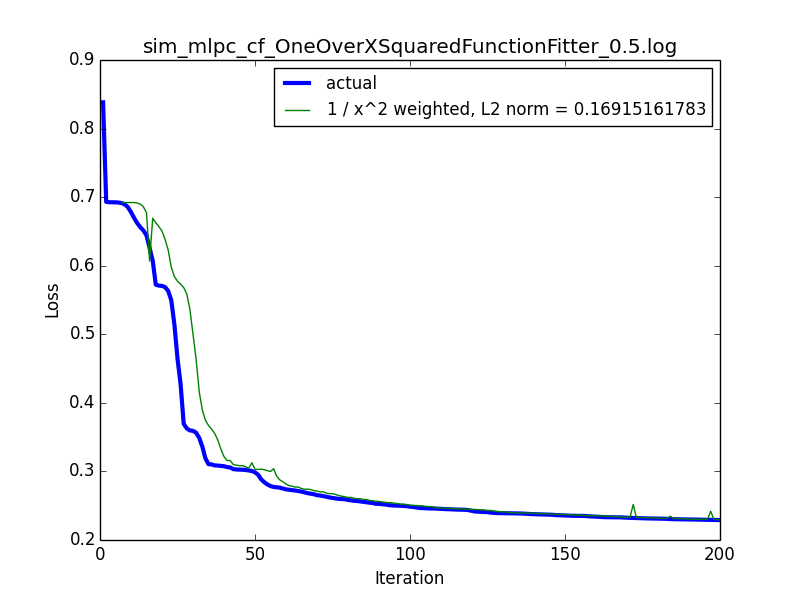 sim_mlpc_cf_OneOverXSquaredFunctionFitter_0.5.log
actual
1 / x^2 weighted, L2 norm = 0.16915161783
0.9
0.8
0.7
0.6
0.5
0.4
0.3
0.2
Loss
0 50 100 150 200
Iteration